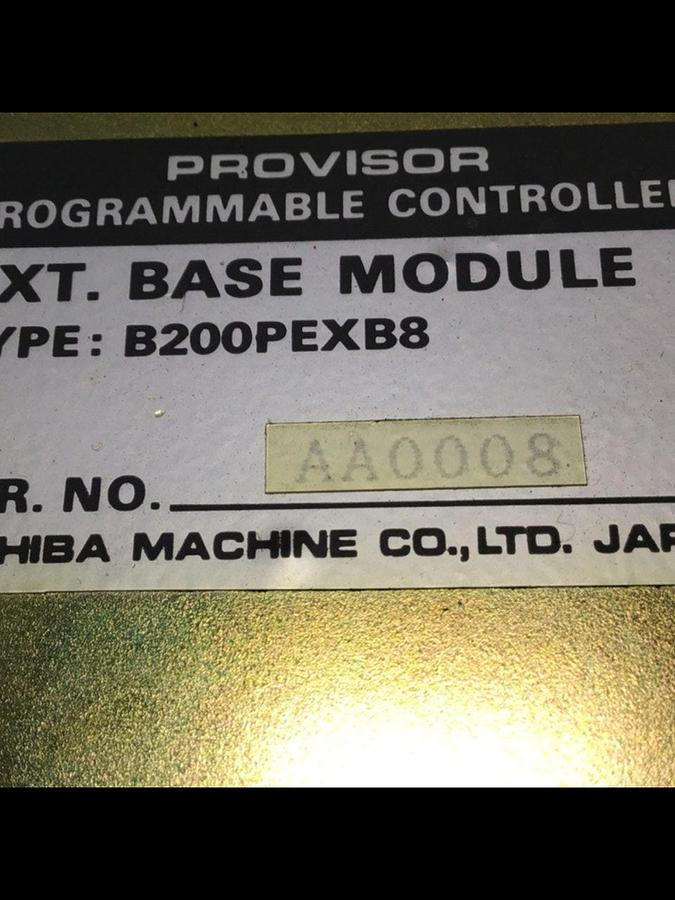 PROVISOR
ROGRAMMABLE CONTROLLE
XT. BASE MODULE
YPE: B200PEXB8
AA0008
R. NO.
HIBA MACHINE CO.,LTD. JAP